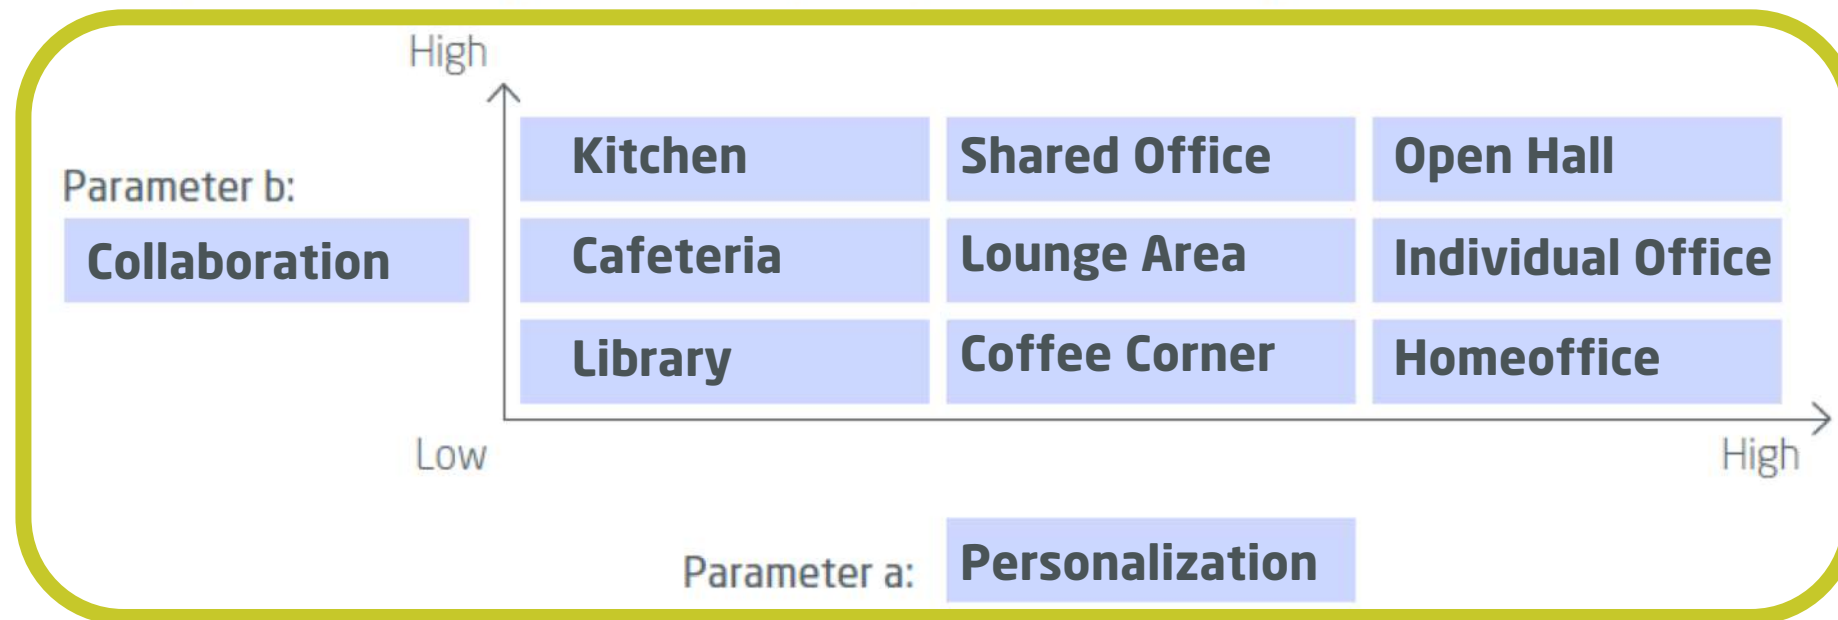 High
Kitchen Shared Office Open Hall
Parameter b:
Collaboration Cafeteria Lounge Area Individual Office
Library Coffee Corner Homeoffice
Low High
Parameter a: Personalization